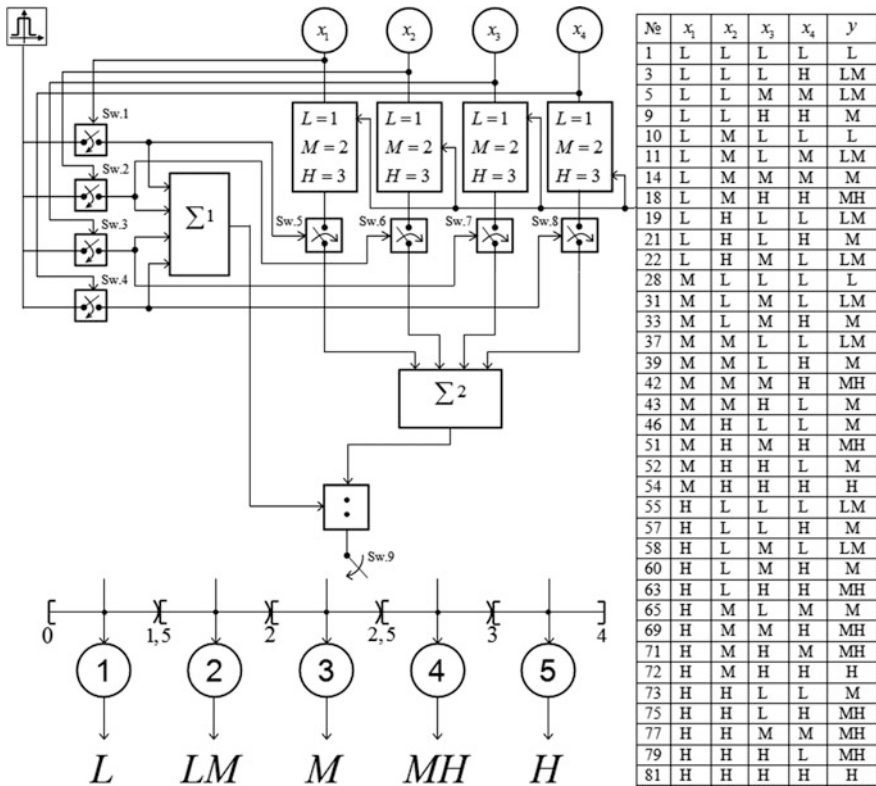 x₁ x₂ x₃ x₄
Sw.1
L = 1 L = 1 L = 1 L = 1
M = 2 M = 2 M = 2 M = 2
H = 3 H = 3 H = 3 H = 3
Sw.2
Sw.3
Sw.4
∑ 1
Sw.5 Sw.6 Sw.7 Sw.8
∑ 2
:
Sw.9
[ )[ )[ )[ )[ ]
0 1,5 2 2,5 3 4
1 2 3 4 5
L LM M MH H
№ x₁ x₂ x₃ x₄ y
1 L L L L L
3 L L L H LM
5 L L M M LM
9 L L H H M
10 L M L L L
11 L M L M LM
14 L M M M M
18 L M H H MH
19 L H L L LM
21 L H L H M
22 L H M L LM
28 M L L L L
31 M L M L LM
33 M L M H M
37 M M L L LM
39 M M L H M
42 M M M H MH
43 M M H L M
46 M H L L M
51 M H M H MH
52 M H H L M
54 M H H H H
55 H L L L LM
57 H L L H M
58 H L M L LM
60 H L M H M
63 H L H H MH
65 H M L M M
69 H M M H MH
71 H M H M MH
72 H M H H H
73 H H L L M
75 H H L H MH
77 H H M M MH
79 H H H L MH
81 H H H H H